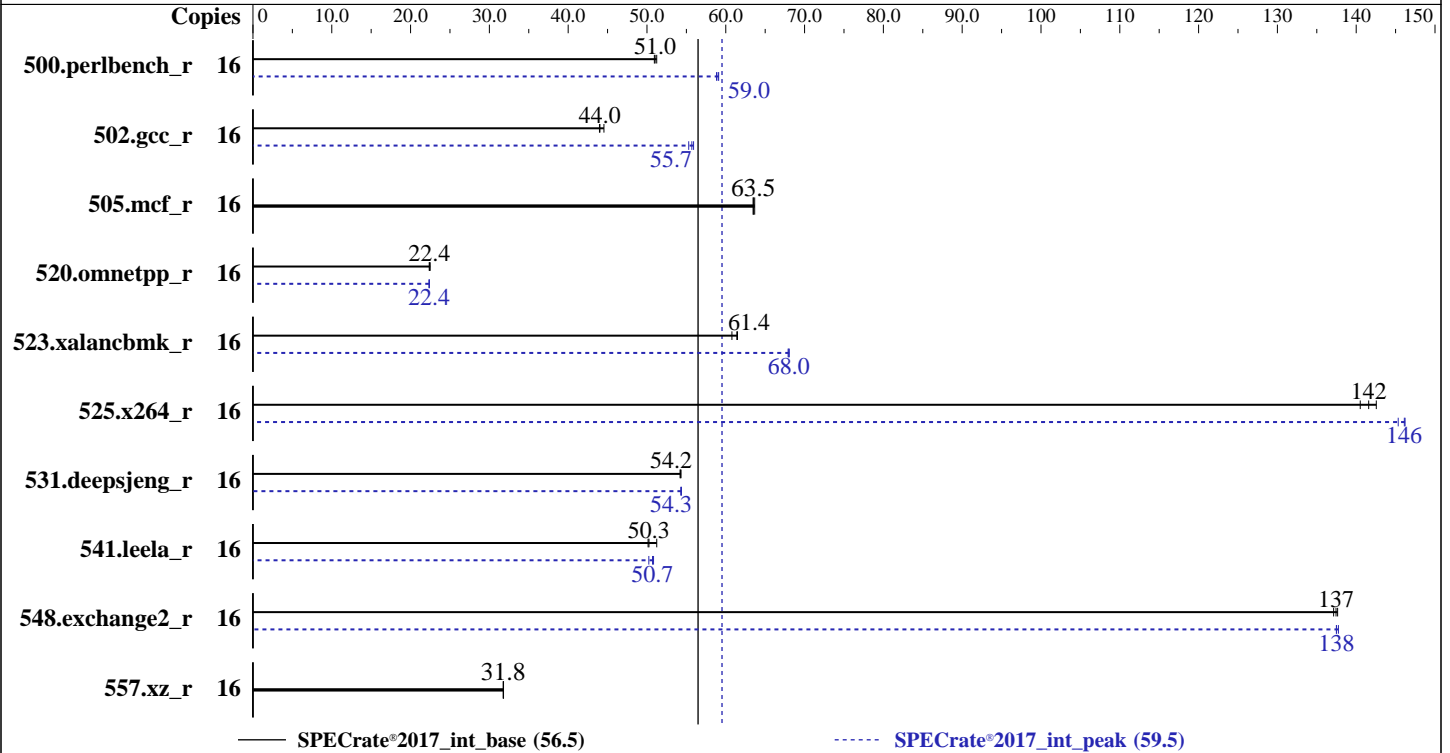 Copies 0 10.0 20.0 30.0 40.0 50.0 60.0 70.0 80.0 90.0 100 110 120 130 140 150
500.perlbench_r 16 51.0
59.0
502.gcc_r 16 44.0
55.7
505.mcf_r 16 63.5
520.omnetpp_r 16 22.4
22.4
523.xalancbmk_r 16 61.4
68.0
525.x264_r 16 142
146
531.deepsjeng_r 16 54.2
54.3
541.leela_r 16 50.3
50.7
548.exchange2_r 16 137
138
557.xz_r 16 31.8
SPECrate®2017_int_base (56.5) SPECrate®2017_int_peak (59.5)